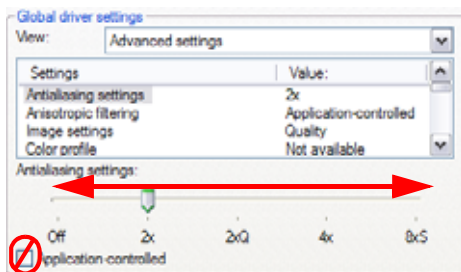 Global driver settings
View: Advanced settings
Settings Value:
Antialiasing settings 2x
Anisotropic filtering Application-controlled
Image settings Quality
Color profile Not available
Antialiasing settings:
Off 2x 2xQ 4x 8xS
Application-controlled